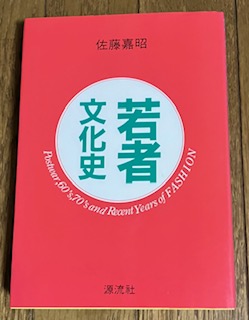 佐藤嘉昭
若者
文化史
Postwar, 60's, 70's and Recent Years of FASHION
源流社